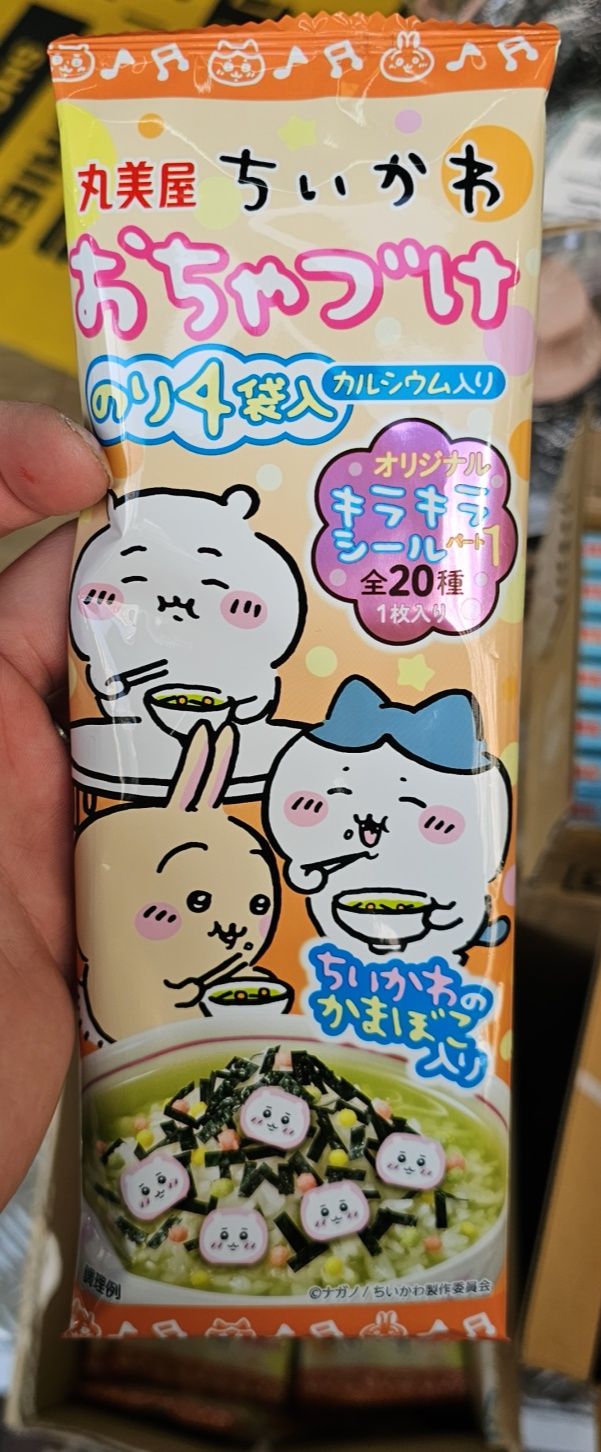 丸美屋 ちいかわ
おちゃづけ
のり4袋入 カルシウム入り
オリジナル
キラキラ
シールパート1
全20種
1枚入り
ちいかわの
かまぼこ
入り
調理例
©ナガノ / ちいかわ製作委員会